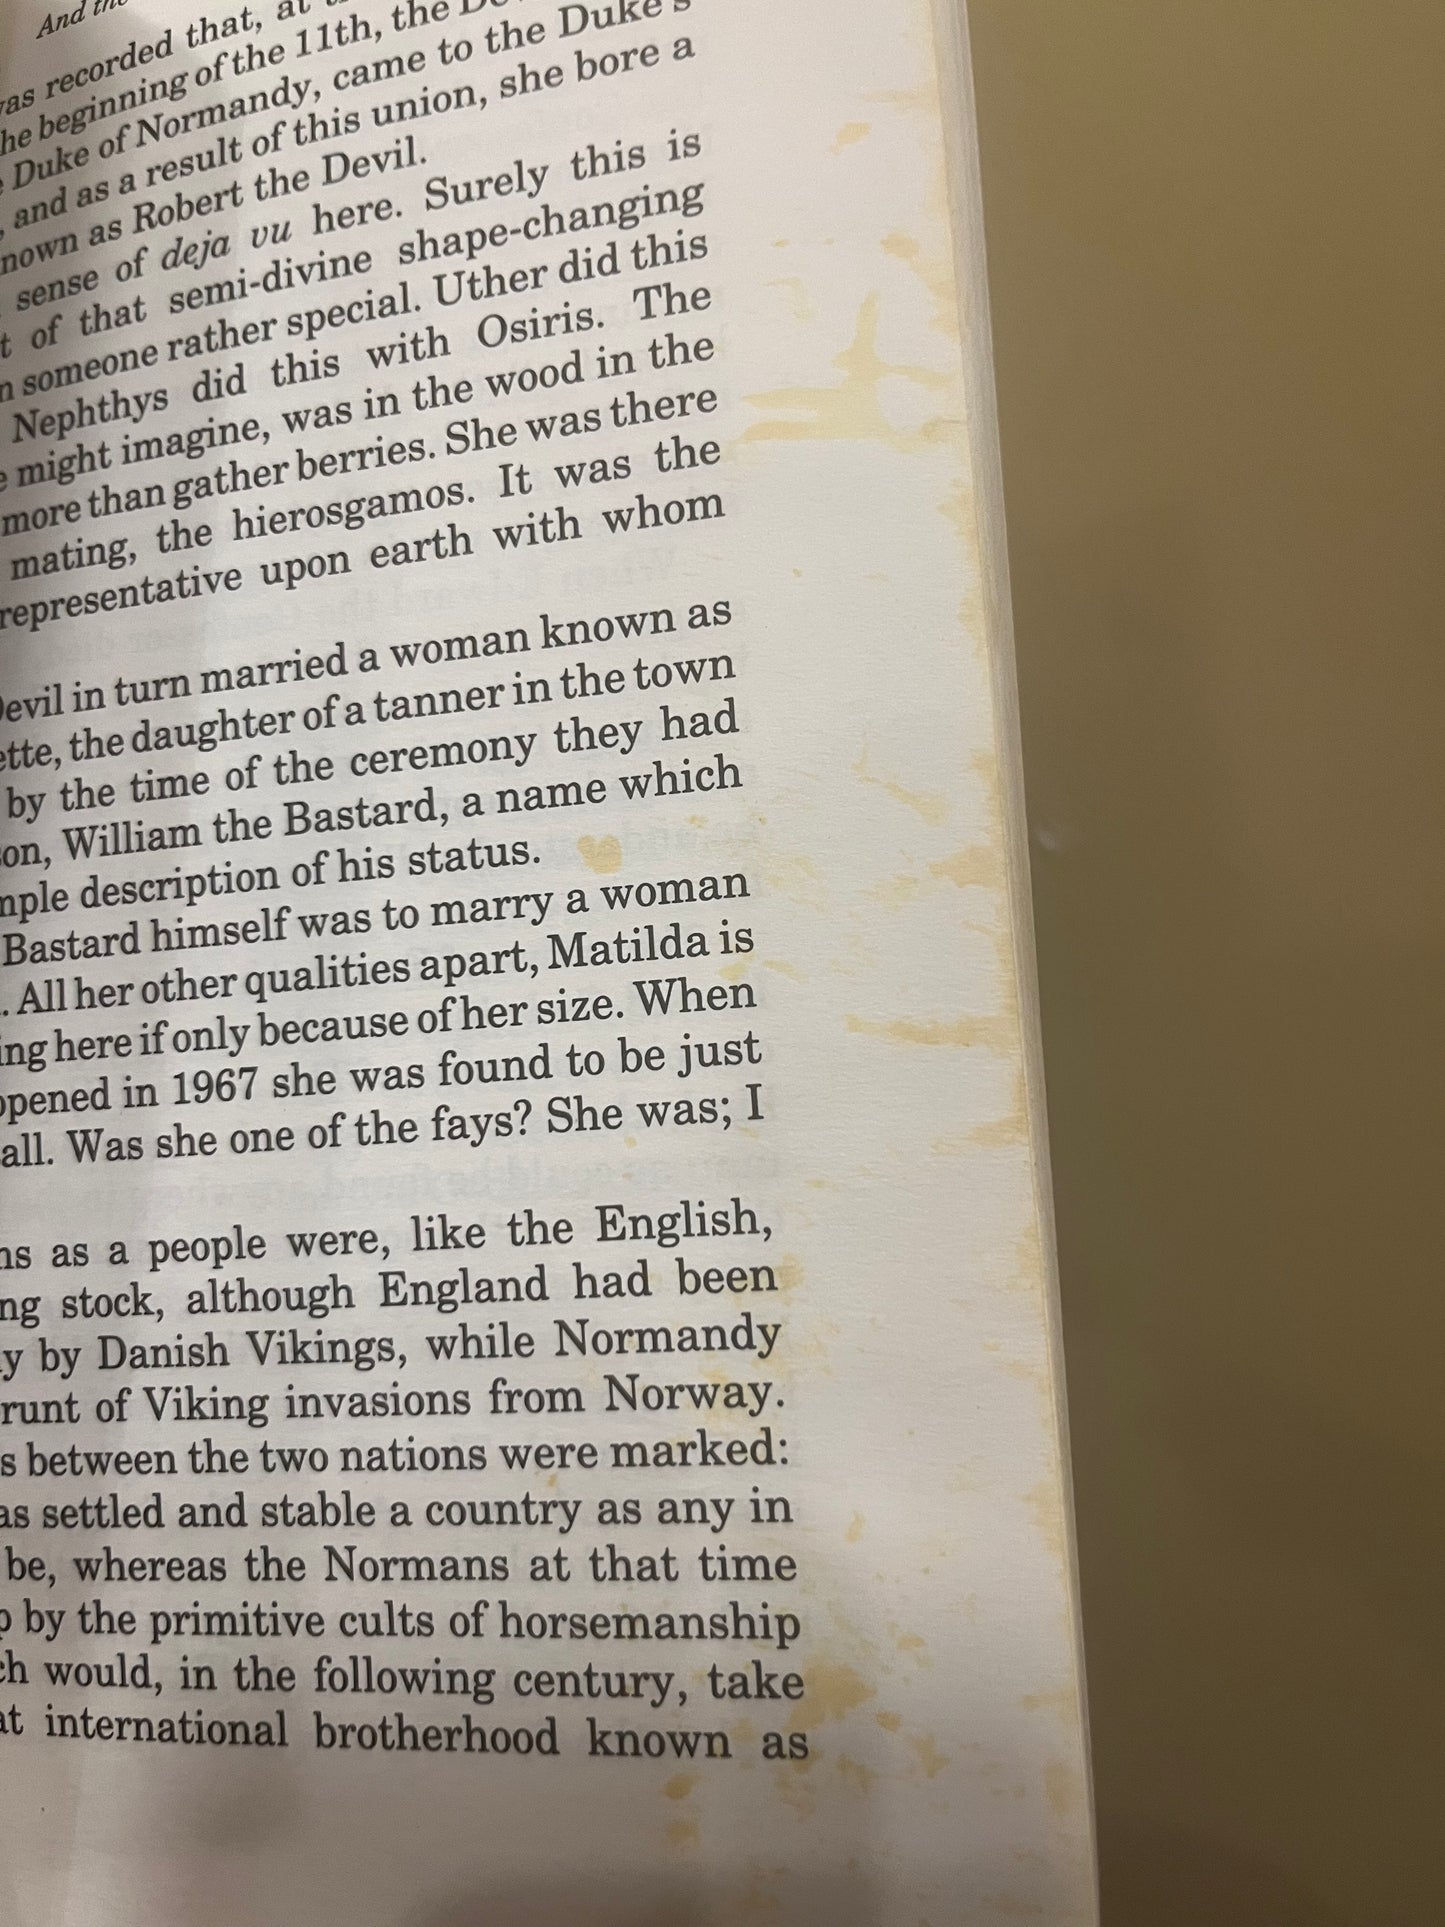 And the
was recorded that, at
the beginning of the 11th, the
Duke of Normandy, came to the Duke's
, and as a result of this union, she bore a
nown as Robert the Devil.
sense of deja vu here. Surely this is
t of that semi-divine shape-changing
n someone rather special. Uther did this
Nephthys did this with Osiris. The
e might imagine, was in the wood in the
more than gather berries. She was there
mating, the hierosgamos. It was the
representative upon earth with whom
Devil in turn married a woman known as
ette, the daughter of a tanner in the town
by the time of the ceremony they had
on, William the Bastard, a name which
mple description of his status.
Bastard himself was to marry a woman
. All her other qualities apart, Matilda is
ing here if only because of her size. When
opened in 1967 she was found to be just
all. Was she one of the fays? She was; I
ns as a people were, like the English,
ng stock, although England had been
y by Danish Vikings, while Normandy
runt of Viking invasions from Norway.
s between the two nations were marked:
as settled and stable a country as any in
be, whereas the Normans at that time
p by the primitive cults of horsemanship
ch would, in the following century, take
at international brotherhood known as